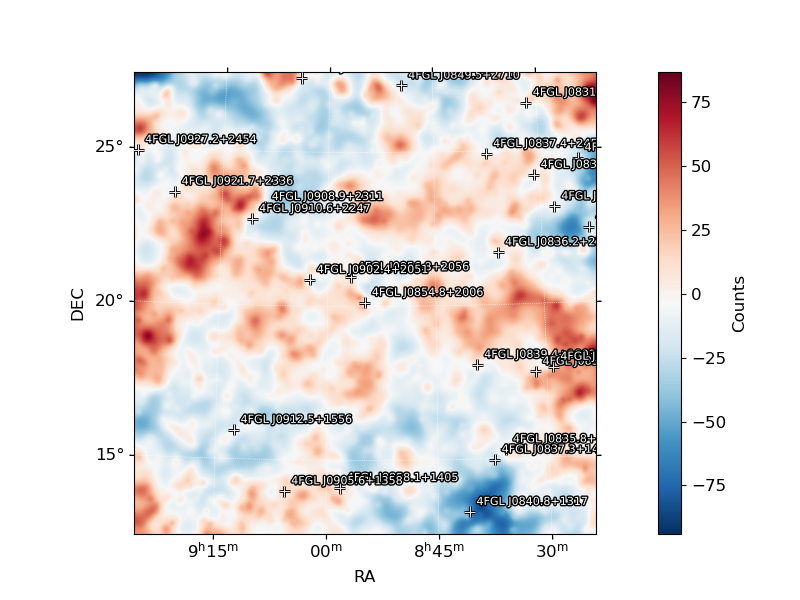 4FGL J0849.5+2710
4FGL J0831
4FGL J0927.2+2454
4FGL J0837.4+24
4FGL J083
4FGL J0921.7+2336
4FGL J0908.9+2311
4FGL J
4FGL J0910.6+2247
4FGL J0836.2+2
4FGL J0902.4+2051
2056
4FGL J0854.8+2006
4FGL J0839.4
4FGL J0912.5+1556
4FGL J0835.8+
4FGL J0837.3+14
4FGL J0905.6+1358
1405
4FGL J0840.8+1317
25°
20°
15°
DEC
9h15m 00m 8h45m 30m
RA
75
50
25
0
−25
−50
−75
Counts